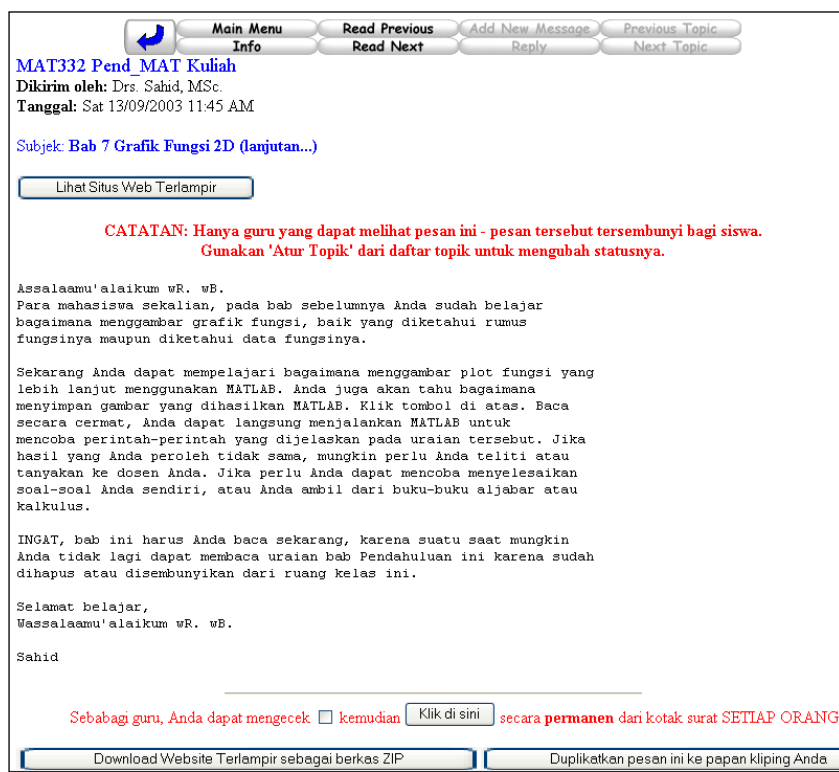 Main Menu Read Previous Add New Message Previous Topic
Info Read Next Reply Next Topic
MAT332 Pend_MAT Kuliah
Dikirim oleh: Drs. Sahid, MSc.
Tanggal: Sat 13/09/2003 11:45 AM
Subjek: Bab 7 Grafik Fungsi 2D (lanjutan...)
Lihat Situs Web Terlampir
CATATAN: Hanya guru yang dapat melihat pesan ini - pesan tersebut tersembunyi bagi siswa.
Gunakan 'Atur Topik' dari daftar topik untuk mengubah statusnya.
Assalaamu'alaikum wR. wB.
Para mahasiswa sekalian, pada bab sebelumnya Anda sudah belajar
bagaimana menggambar grafik fungsi, baik yang diketahui rumus
fungsinya maupun diketahui data fungsinya.
Sekarang Anda dapat mempelajari bagaimana menggambar plot fungsi yang
lebih lanjut menggunakan MATLAB. Anda juga akan tahu bagaimana
menyimpan gambar yang dihasilkan MATLAB. Klik tombol di atas. Baca
secara cermat, Anda dapat langsung menjalankan MATLAB untuk
mencoba perintah-perintah yang dijelaskan pada uraian tersebut. Jika
hasil yang Anda peroleh tidak sama, mungkin perlu Anda teliti atau
tanyakan ke dosen Anda. Jika perlu Anda dapat mencoba menyelesaikan
soal-soal Anda sendiri, atau Anda ambil dari buku-buku aljabar atau
kalkulus.
INGAT, bab ini harus Anda baca sekarang, karena suatu saat mungkin
Anda tidak lagi dapat membaca uraian bab Pendahuluan ini karena sudah
dihapus atau disembunyikan dari ruang kelas ini.
Selamat belajar,
Wassalaamu'alaikum wR. wB.
Sahid
Sebabagi guru, Anda dapat mengecek kemudian Klik di sini secara permanen dari kotak surat SETIAP ORANG
Download Website Terlampir sebagai berkas ZIP Duplikatkan pesan ini ke papan kliping Anda